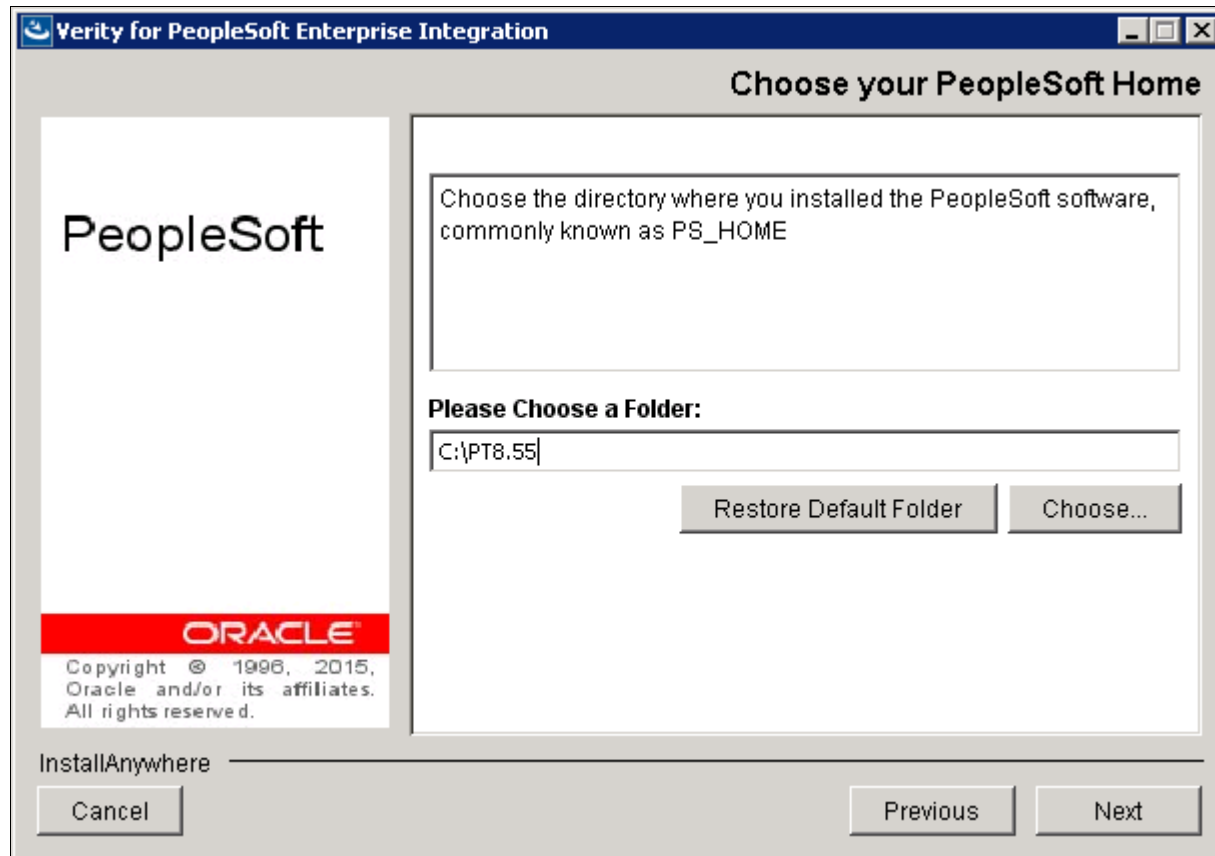 Verity for PeopleSoft Enterprise Integration
Choose your PeopleSoft Home
PeopleSoft
Choose the directory where you installed the PeopleSoft software,
commonly known as PS_HOME
Please Choose a Folder:
C:\PT8.55
Restore Default Folder
Choose...
ORACLE
Copyright © 1996, 2015,
Oracle and/or its affiliates.
All rights reserved.
InstallAnywhere
Cancel
Previous
Next